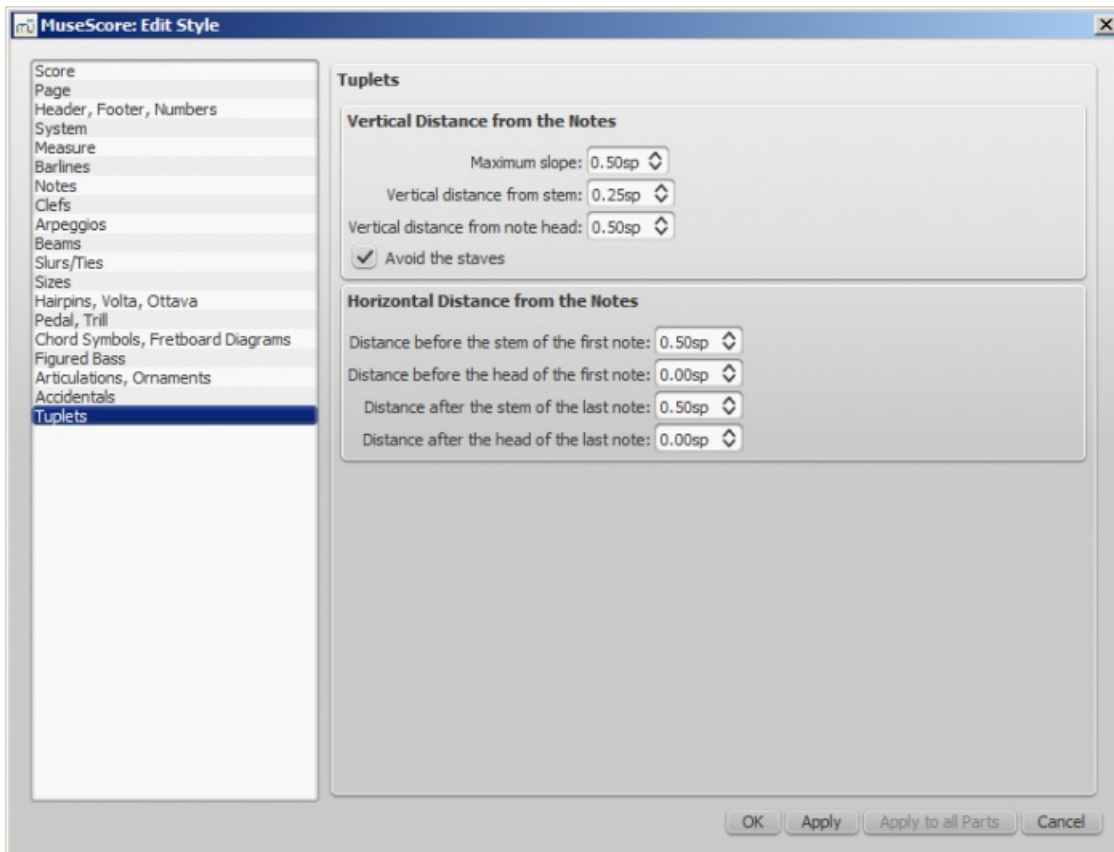 MuseScore: Edit Style
Score
Page
Header, Footer, Numbers
System
Measure
Barlines
Notes
Clefs
Arpeggios
Beams
Slurs/Ties
Sizes
Hairpins, Volta, Ottava
Pedal, Trill
Chord Symbols, Fretboard Diagrams
Figured Bass
Articulations, Ornaments
Accidentals
Tuplets
Tuplets
Vertical Distance from the Notes
Maximum slope: 0.50sp
Vertical distance from stem: 0.25sp
Vertical distance from note head: 0.50sp
Avoid the staves
Horizontal Distance from the Notes
Distance before the stem of the first note: 0.50sp
Distance before the head of the first note: 0.00sp
Distance after the stem of the last note: 0.50sp
Distance after the head of the last note: 0.00sp
OK Apply Apply to all Parts Cancel